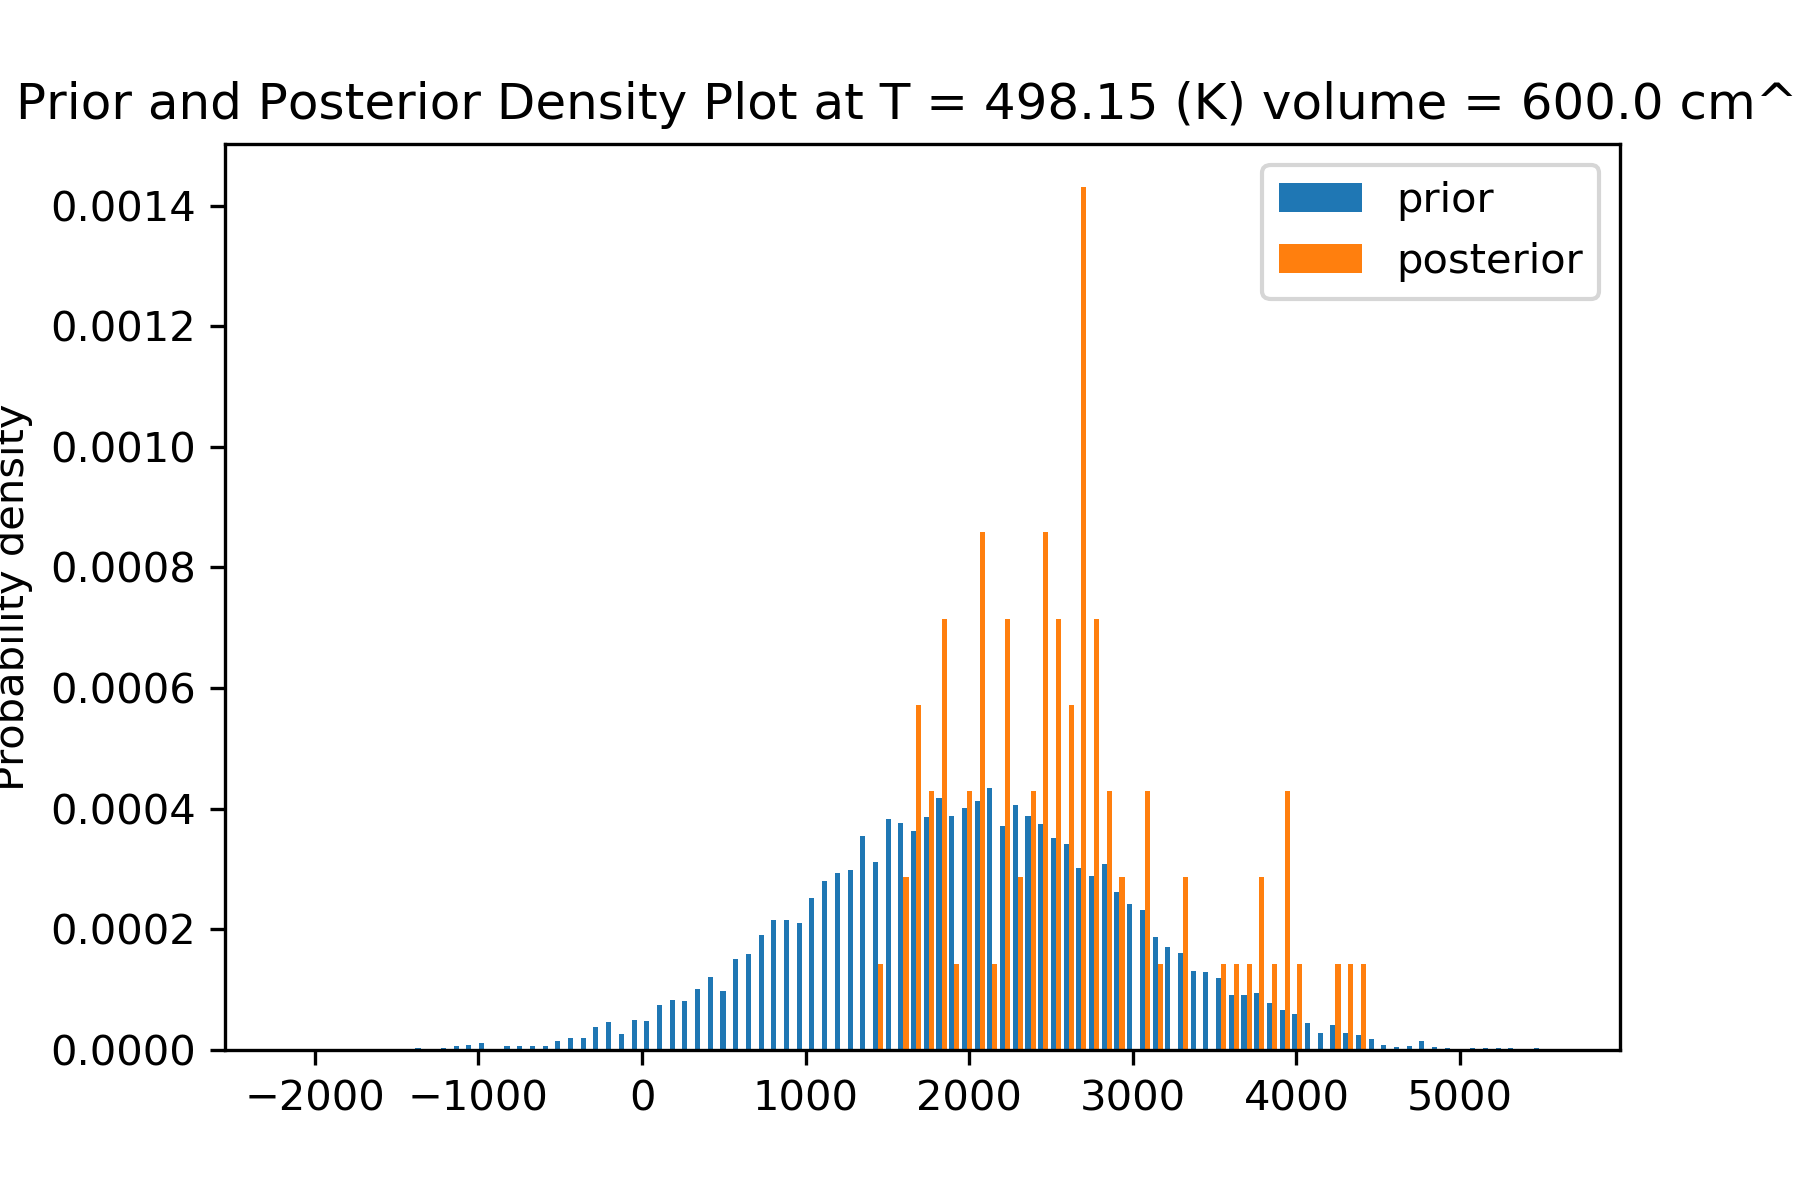 Prior and Posterior Density Plot at T = 498.15 (K) volume = 600.0 cm^
prior
posterior
Probability density
0.0014
0.0012
0.0010
0.0008
0.0006
0.0004
0.0002
0.0000
−2000 −1000 0 1000 2000 3000 4000 5000